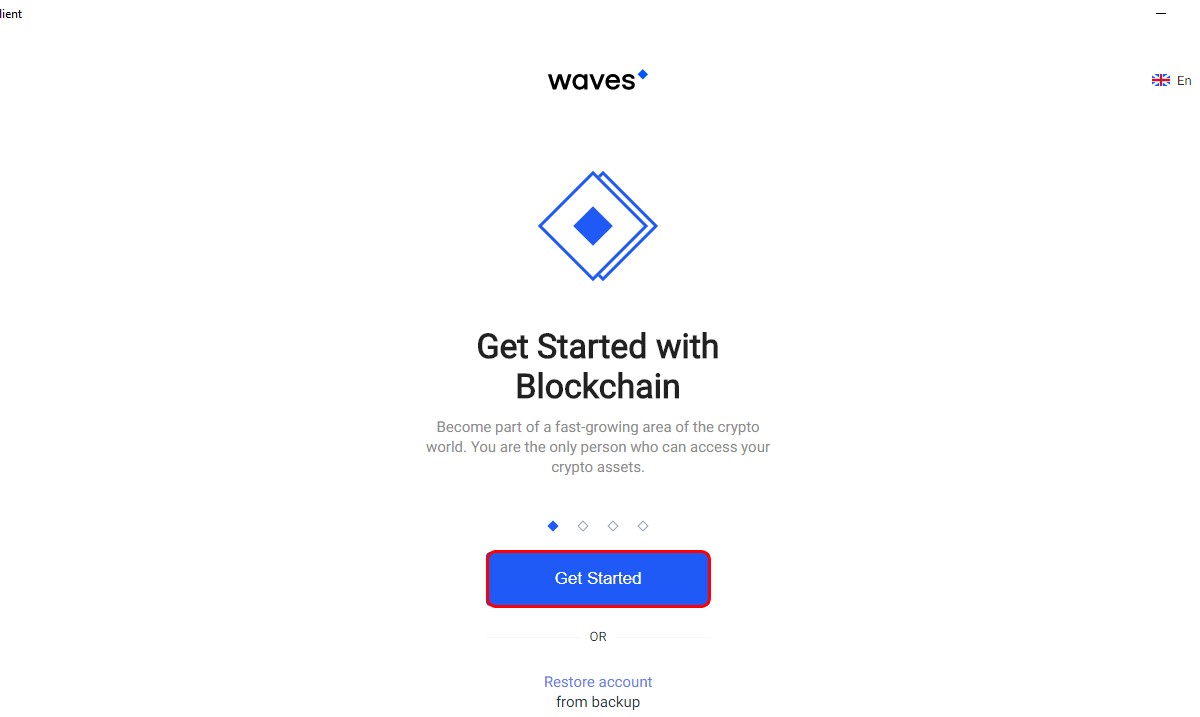 lient
waves
En
Get Started with
Blockchain
Become part of a fast-growing area of the crypto
world. You are the only person who can access your
crypto assets.
Get Started
OR
Restore account
from backup